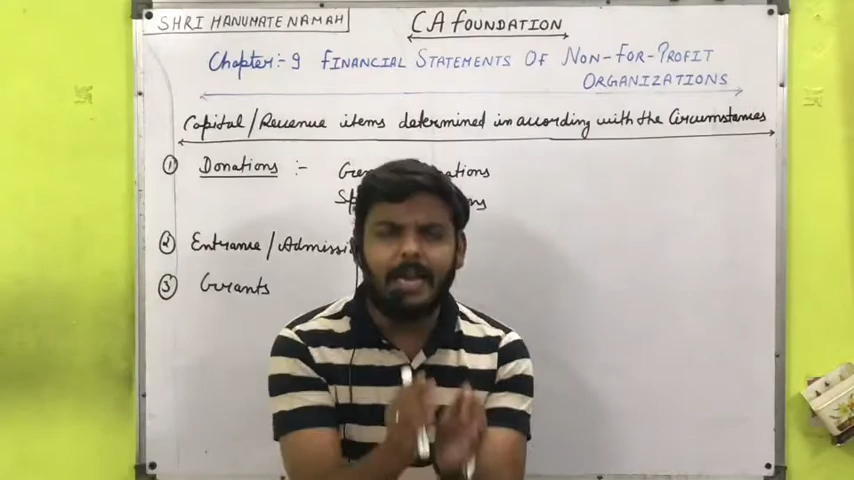 SHRI HANUMATE NAMAH
CA FOUNDATION
Chapter:- 9 FINANCIAL STATEMENTS OF NON-FOR-PROFIT
ORGANIZATIONS
Capital/Revenue items determined in according with the Circumstances
① Donations :-
② Entrance/
③ Grants